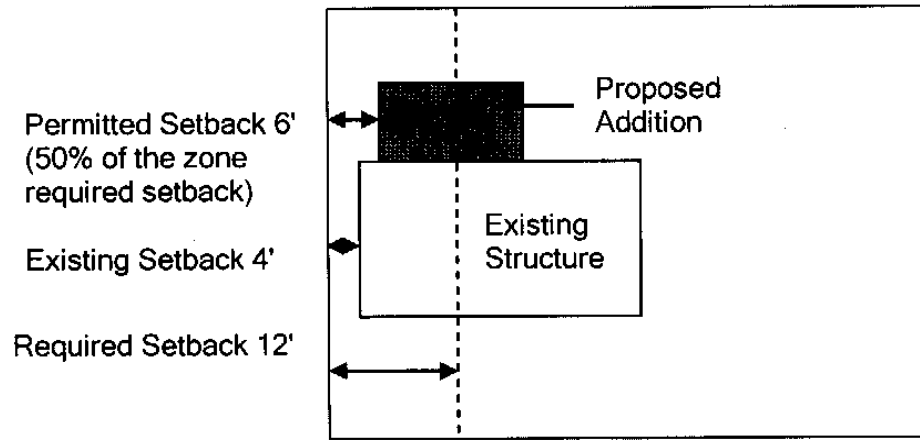 Permitted Setback 6'
(50% of the zone
required setback)
Existing Setback 4'
Required Setback 12'
Proposed
Addition
Existing
Structure